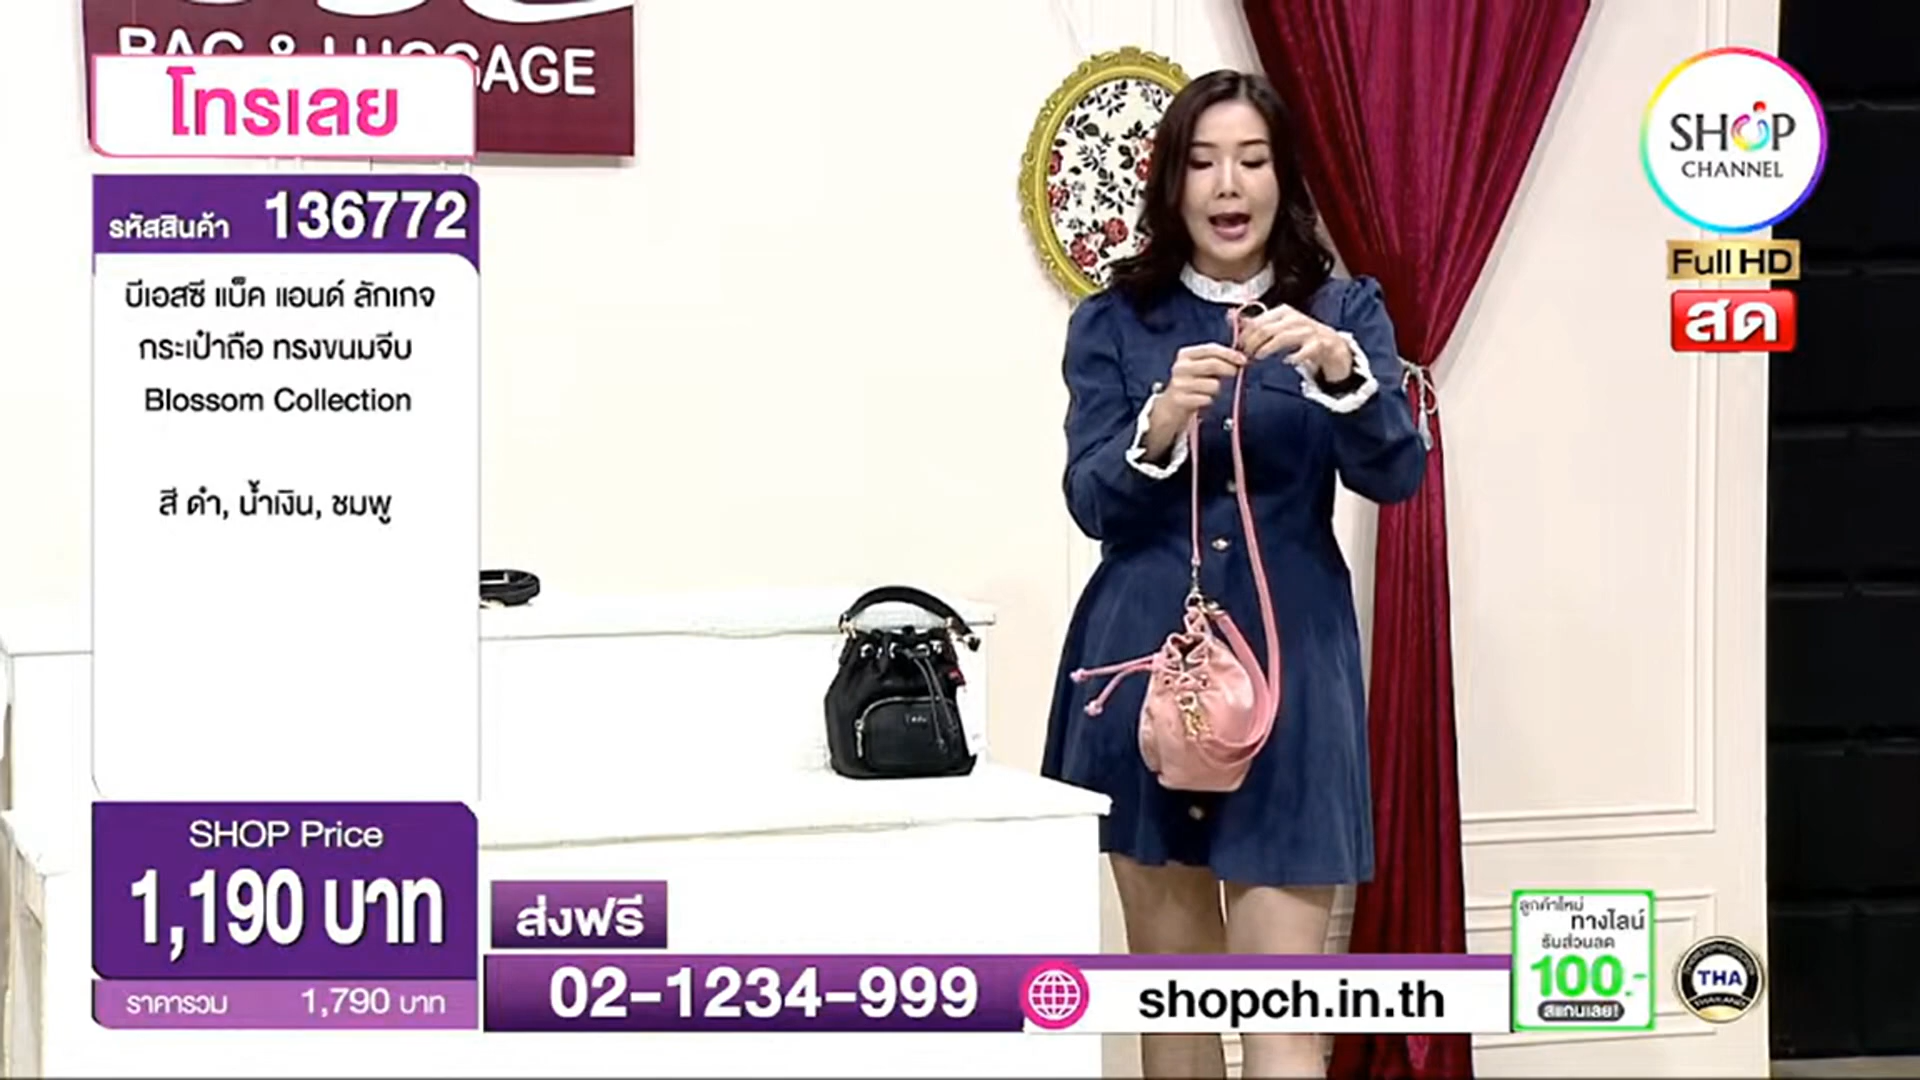 BAG & LUGGAGE
โทรเลย
รหัสสินค้า 136772
บีเอสซี แบ็ค แอนด์ ลักเกจ
กระเป๋าถือ ทรงขนมจีบ
Blossom Collection
สี ดำ, น้ำเงิน, ชมพู
SHOP Price
1,190 บาท
ราคารวม 1,790 บาท
ส่งฟรี
02-1234-999
shopch.in.th
SHOP
CHANNEL
Full HD
สด
ลูกค้าใหม่
ทางไลน์
รับส่วนลด
100.-
สแกนเลย!
THA